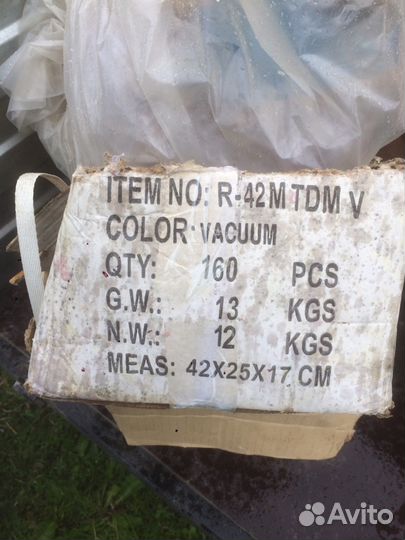 ITEM NO: R-42M TDM V
COLOR: VACUUM
QTY: 160 PCS
G.W.: 13 KGS
N.W.: 12 KGS
MEAS: 42X25X17 CM
Avito